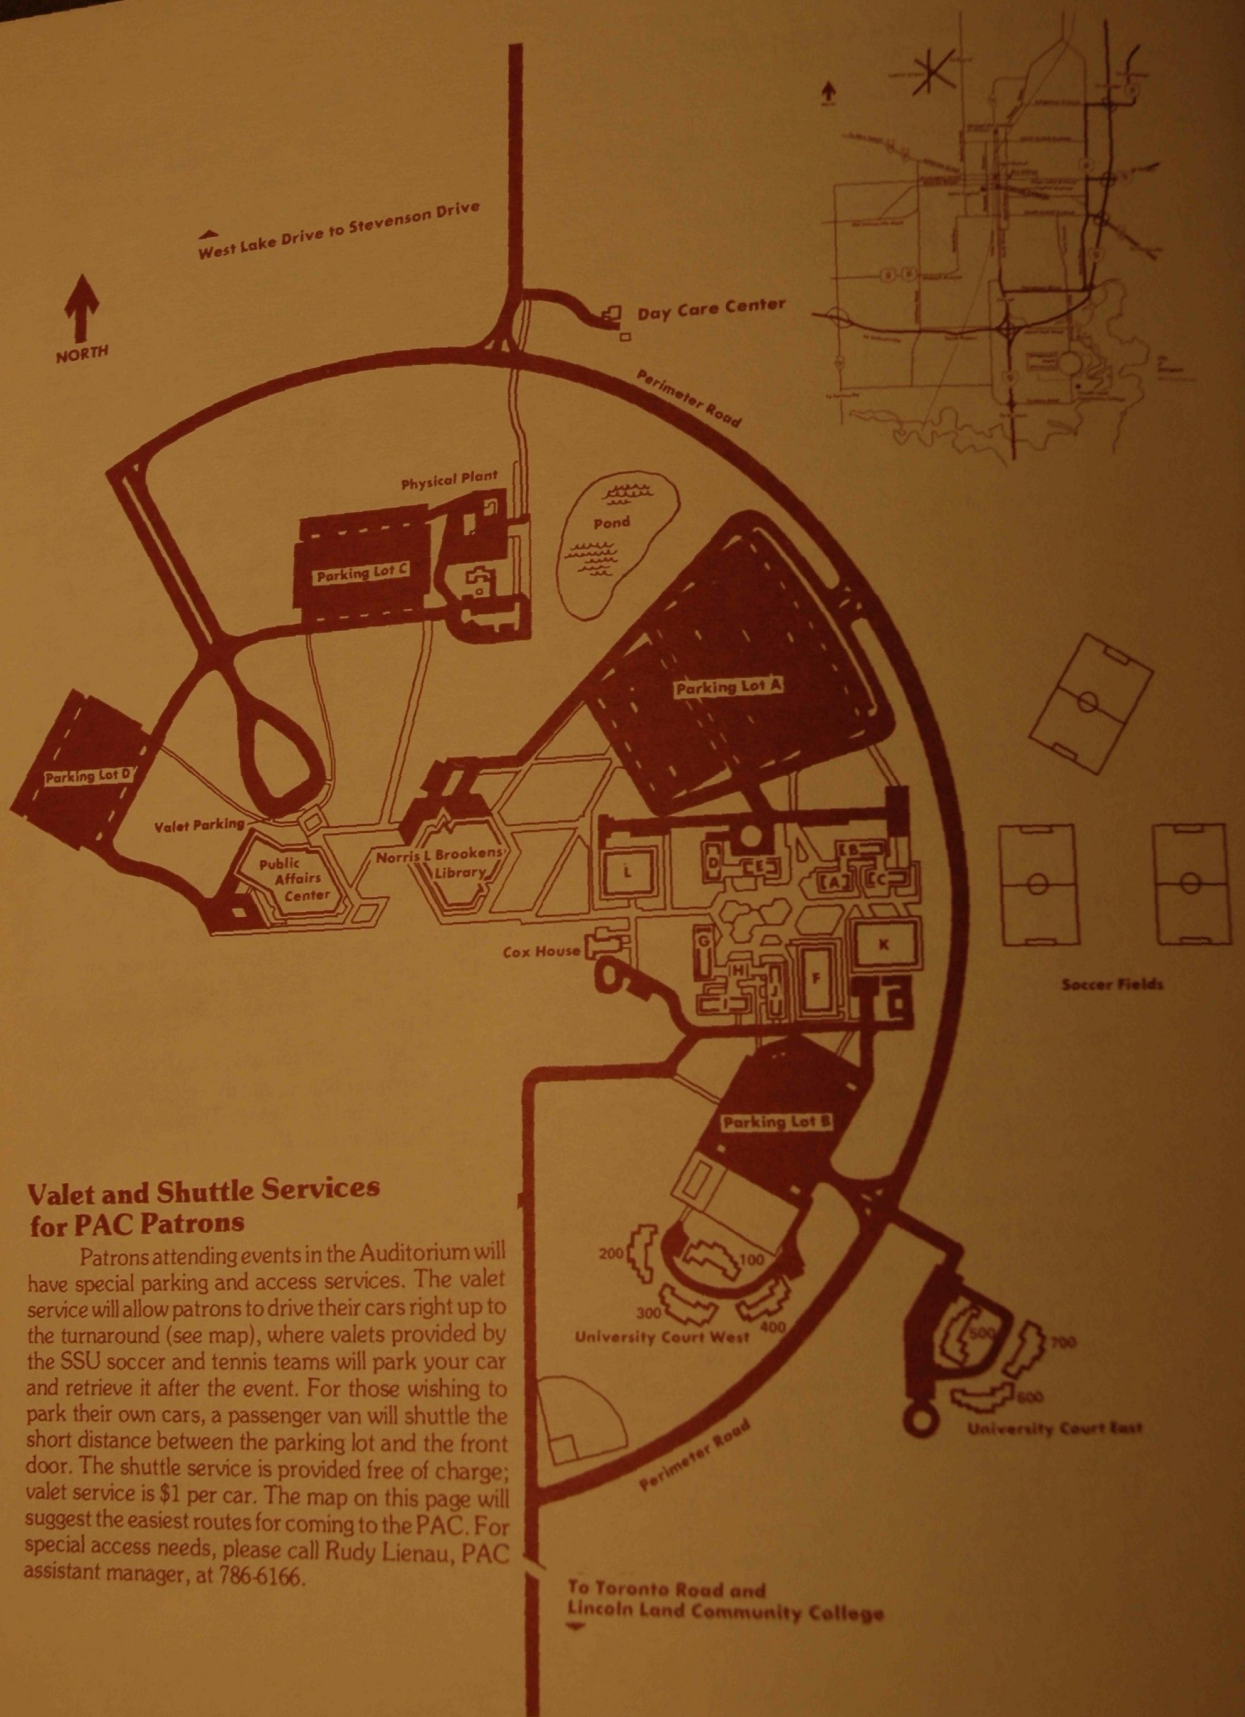 West Lake Drive to Stevenson Drive
NORTH
Day Care Center
Perimeter Road
Physical Plant
Pond
Parking Lot C
Parking Lot A
Parking Lot D
Valet Parking
Public
Affairs
Center
Norris L Brookens
Library
L
D
E
B
A
C
Cox House
G
H
I
J
F
K
Soccer Fields
Parking Lot B
200
100
300
400
University Court West
500
700
600
University Court East
Perimeter Road
Valet and Shuttle Services
for PAC Patrons
Patrons attending events in the Auditorium will
have special parking and access services. The valet
service will allow patrons to drive their cars right up to
the turnaround (see map), where valets provided by
the SSU soccer and tennis teams will park your car
and retrieve it after the event. For those wishing to
park their own cars, a passenger van will shuttle the
short distance between the parking lot and the front
door. The shuttle service is provided free of charge;
valet service is $1 per car. The map on this page will
suggest the easiest routes for coming to the PAC. For
special access needs, please call Rudy Lienau, PAC
assistant manager, at 786-6166.
To Toronto Road and
Lincoln Land Community College